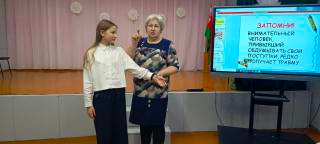 ЗАПОМНИ!
ВНИМАТЕЛЬНЫЙ
ЧЕЛОВЕК,
ПРИВЫКШИЙ
ОБДУМЫВАТЬ СВОИ
ПОСТУПКИ, РЕДКО
ПОЛУЧАЕТ ТРАВМУ